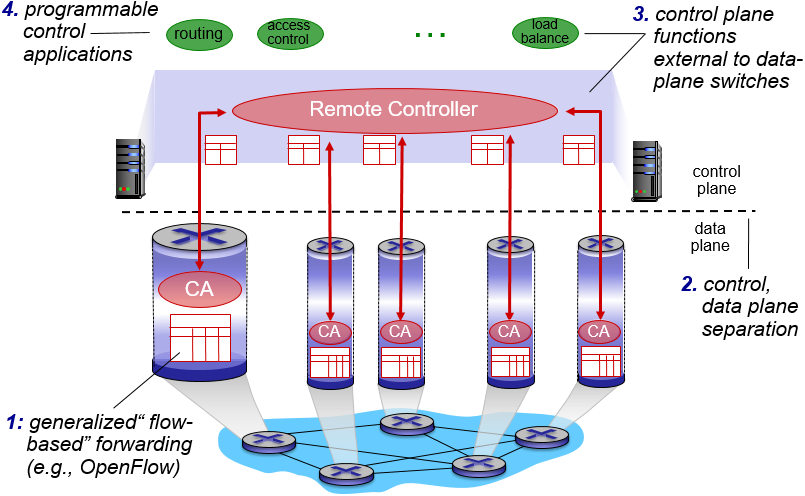 4. programmable
control
applications
routing
access
control
. . .
load
balance
3. control plane
functions
external to data-
plane switches
Remote Controller
control
plane
data
plane
CA
CA
CA
CA
CA
2. control,
data plane
separation
1: generalized“ flow-
based” forwarding
(e.g., OpenFlow)